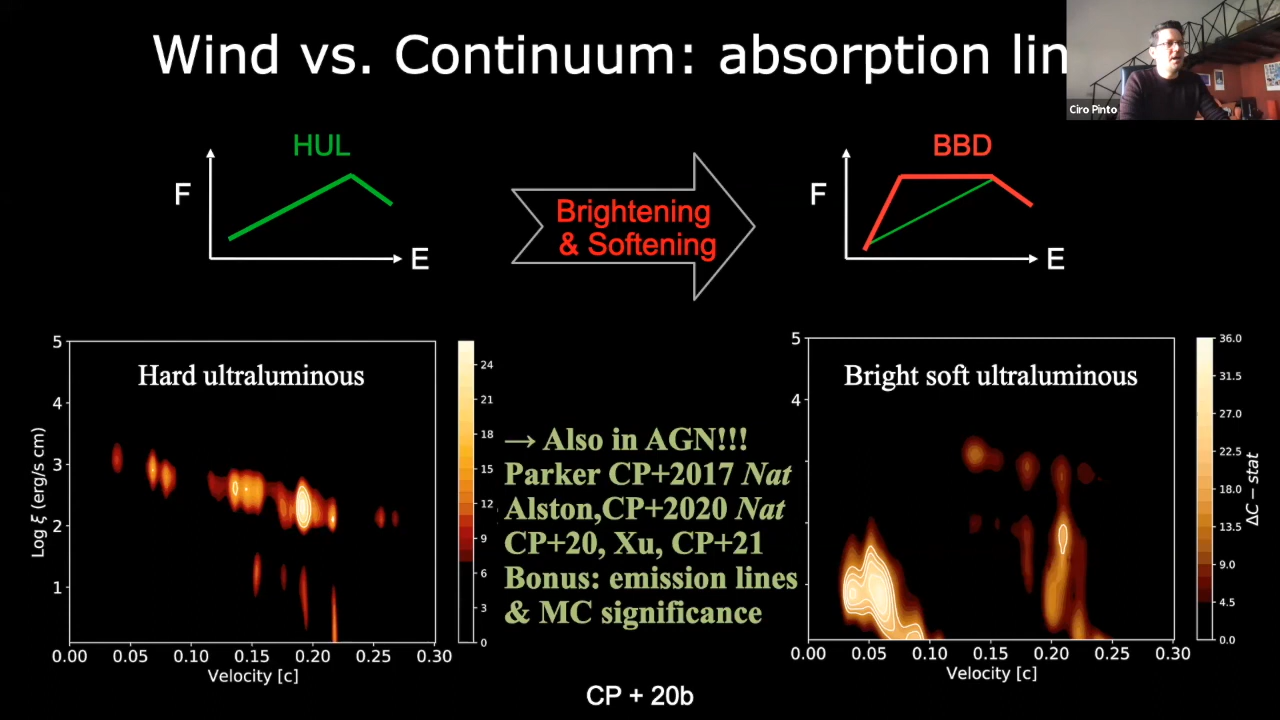 Wind vs. Continuum: absorption lin
Ciro Pinto
HUL
F
E
Brightening
& Softening
BBD
F
E
Hard ultraluminous
5
4
3
2
1
Log ξ (erg/s cm)
0.00 0.05 0.10 0.15 0.20 0.25 0.30
Velocity [c]
24
21
18
15
12
9
6
3
0
→ Also in AGN!!!
Parker CP+2017 Nat
Alston,CP+2020 Nat
CP+20, Xu, CP+21
Bonus: emission lines
& MC significance
Bright soft ultraluminous
5
4
0.00 0.05 0.10 0.15 0.20 0.25 0.30
Velocity [c]
36.0
31.5
27.0
22.5
18.0
13.5
9.0
4.5
0.0
ΔC − stat
CP + 20b